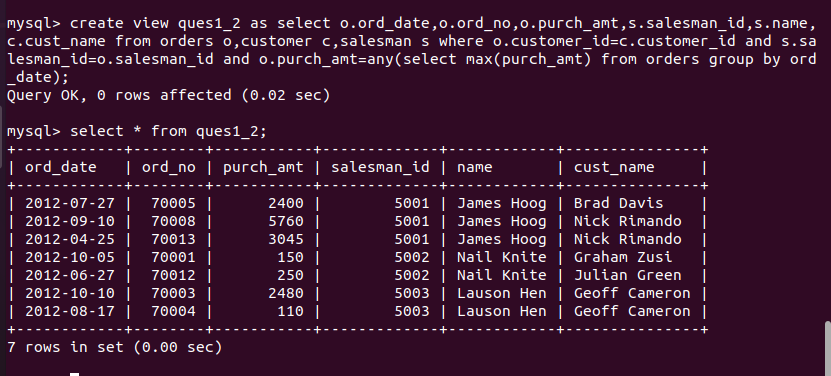 mysql> create view ques1_2 as select o.ord_date,o.ord_no,o.purch_amt,s.salesman_id,s.name,
c.cust_name from orders o,customer c,salesman s where o.customer_id=c.customer_id and s.sa
lesman_id=o.salesman_id and o.purch_amt=any(select max(purch_amt) from orders group by ord
_date);
Query OK, 0 rows affected (0.02 sec)
mysql> select * from ques1_2;
+------------+--------+-----------+-------------+------------+---------------+
| ord_date   | ord_no | purch_amt | salesman_id | name       | cust_name     |
+------------+--------+-----------+-------------+------------+---------------+
| 2012-07-27 |  70005 |      2400 |        5001 | James Hoog | Brad Davis    |
| 2012-09-10 |  70008 |      5760 |        5001 | James Hoog | Nick Rimando  |
| 2012-04-25 |  70013 |      3045 |        5001 | James Hoog | Nick Rimando  |
| 2012-10-05 |  70001 |       150 |        5002 | Nail Knite | Graham Zusi   |
| 2012-06-27 |  70012 |       250 |        5002 | Nail Knite | Julian Green  |
| 2012-10-10 |  70003 |      2480 |        5003 | Lauson Hen | Geoff Cameron |
| 2012-08-17 |  70004 |       110 |        5003 | Lauson Hen | Geoff Cameron |
+------------+--------+-----------+-------------+------------+---------------+
7 rows in set (0.00 sec)